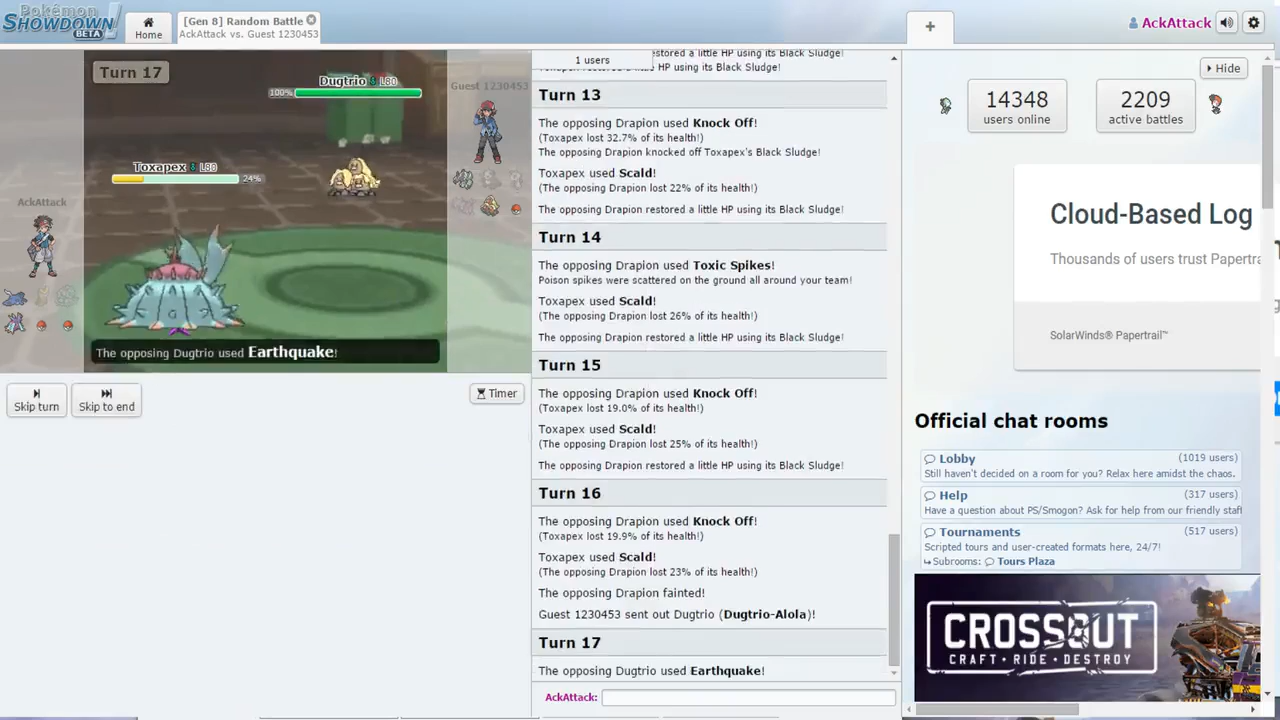 Pokémon
SHOWDOWN
BETA
Home
[Gen 8] Random Battle
AckAttack vs. Guest 1230453
+
AckAttack
Turn 17
Dugtrio L80
100%
Guest 1230453
Toxapex L80
24%
AckAttack
The opposing Dugtrio used Earthquake!
Skip turn
Skip to end
Timer
1 users
restored a little HP using its Black Sludge!
Turn 13
The opposing Drapion used Knock Off!
(Toxapex lost 32.7% of its health!)
The opposing Drapion knocked off Toxapex's Black Sludge!
Toxapex used Scald!
(The opposing Drapion lost 22% of its health!)
The opposing Drapion restored a little HP using its Black Sludge!
Turn 14
The opposing Drapion used Toxic Spikes!
Poison spikes were scattered on the ground all around your team!
Toxapex used Scald!
(The opposing Drapion lost 26% of its health!)
The opposing Drapion restored a little HP using its Black Sludge!
Turn 15
The opposing Drapion used Knock Off!
(Toxapex lost 19.0% of its health!)
Toxapex used Scald!
(The opposing Drapion lost 25% of its health!)
The opposing Drapion restored a little HP using its Black Sludge!
Turn 16
The opposing Drapion used Knock Off!
(Toxapex lost 19.9% of its health!)
Toxapex used Scald!
(The opposing Drapion lost 23% of its health!)
The opposing Drapion fainted!
Guest 1230453 sent out Dugtrio (Dugtrio-Alola)!
Turn 17
The opposing Dugtrio used Earthquake!
AckAttack:
Hide
14348
users online
2209
active battles
Cloud-Based Log
Thousands of users trust Papertra
SolarWinds® Papertrail™
Official chat rooms
Lobby (1019 users)
Still haven't decided on a room for you? Relax here amidst the chaos.
Help (317 users)
Have a question about PS/Smogon? Ask for help from our friendly staff
Tournaments (517 users)
Scripted tours and user-created formats here, 24/7!
Subrooms: Tours Plaza
CROSSOUT
CRAFT • RIDE • DESTROY